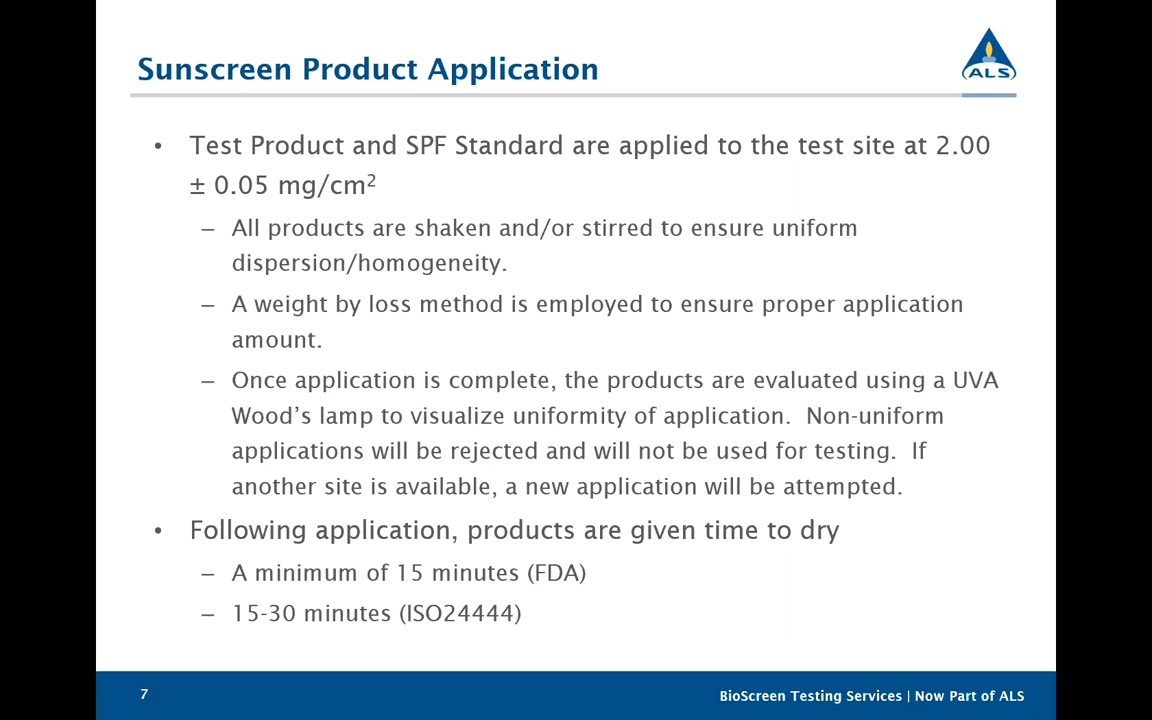 Sunscreen Product Application
ALS
• Test Product and SPF Standard are applied to the test site at 2.00
± 0.05 mg/cm²
– All products are shaken and/or stirred to ensure uniform
dispersion/homogeneity.
– A weight by loss method is employed to ensure proper application
amount.
– Once application is complete, the products are evaluated using a UVA
Wood’s lamp to visualize uniformity of application.  Non-uniform
applications will be rejected and will not be used for testing.  If
another site is available, a new application will be attempted.
• Following application, products are given time to dry
– A minimum of 15 minutes (FDA)
– 15-30 minutes (ISO24444)
7
BioScreen Testing Services | Now Part of ALS